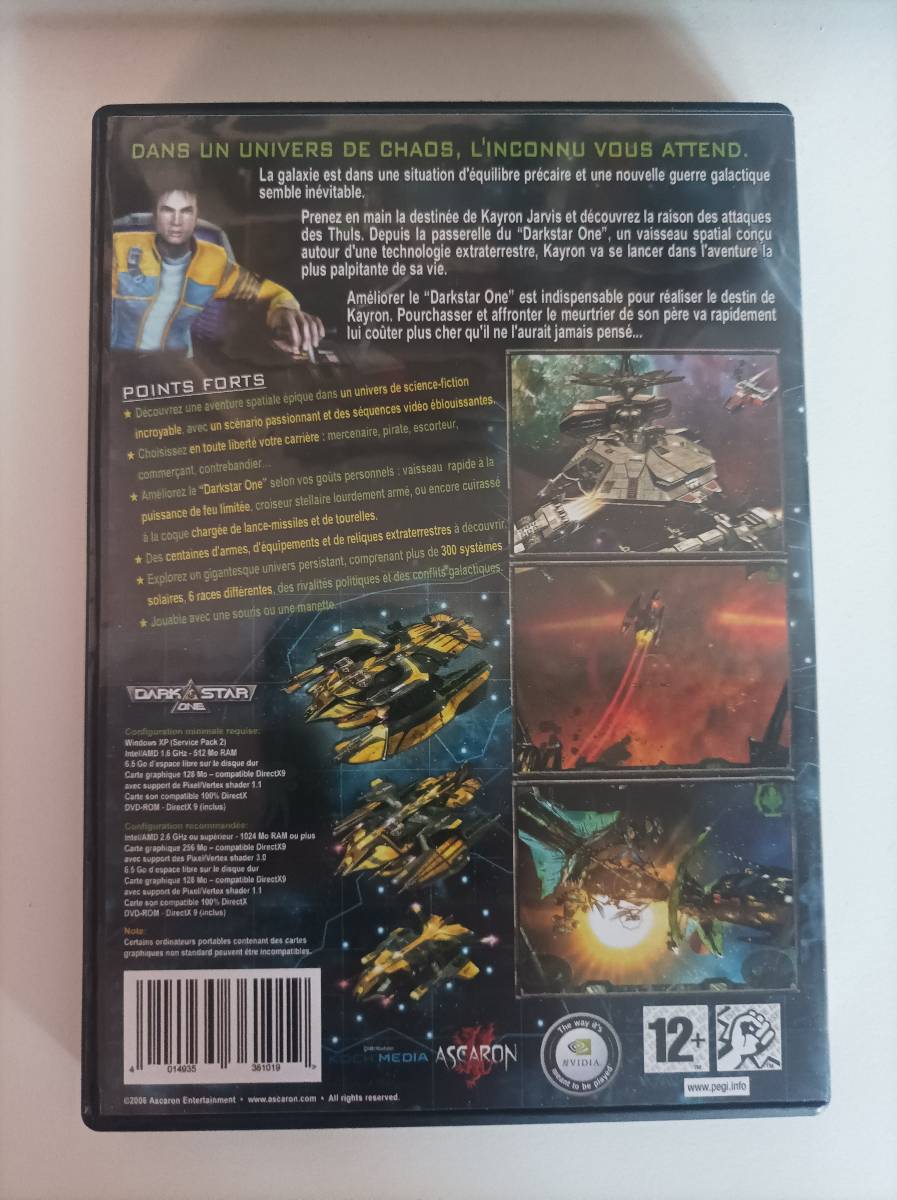 DANS UN UNIVERS DE CHAOS, L'INCONNU VOUS ATTEND.
La galaxie est dans une situation d'équilibre précaire et une nouvelle guerre galactique
semble inévitable.
Prenez en main la destinée de Kayron Jarvis et découvrez la raison des attaques
des Thuls. Depuis la passerelle du "Darkstar One", un vaisseau spatial conçu
autour d'une technologie extraterrestre, Kayron va se lancer dans l'aventure la
plus palpitante de sa vie.
Améliorer le "Darkstar One" est indispensable pour réaliser le destin de
Kayron. Pourchasser et affronter le meurtrier de son père va rapidement
lui coûter plus cher qu'il ne l'aurait jamais pensé...
POINTS FORTS
★ Découvrez une aventure spatiale épique dans un univers de science-fiction
incroyable, avec un scénario passionnant et des séquences vidéo éblouissantes.
★ Choisissez en toute liberté votre carrière : mercenaire, pirate, escorteur,
commerçant, contrebandier...
★ Améliorez le "Darkstar One" selon vos goûts personnels : vaisseau rapide à la
puissance de feu limitée, croiseur stellaire lourdement armé, ou encore cuirassé
à la coque chargée de lance-missiles et de tourelles.
★ Des centaines d'armes, d'équipements et de reliques extraterrestres à découvrir.
★ Explorez un gigantesque univers persistant, comprenant plus de 300 systèmes
solaires, 6 races différentes, des rivalités politiques et des conflits galactiques.
★ Jouable avec une souris ou une manette.
DARK STAR
ONE
Configuration minimale requise:
Windows XP (Service Pack 2)
Intel/AMD 1.6 GHz - 512 Mo RAM
6.5 Go d'espace libre sur le disque dur
Carte graphique 128 Mo – compatible DirectX9
avec support de Pixel/Vertex shader 1.1
Carte son compatible 100% DirectX
DVD-ROM - DirectX 9 (inclus)
Configuration recommandée:
Intel/AMD 2.6 GHz ou supérieur - 1024 Mo RAM ou plus
Carte graphique 256 Mo – compatible DirectX9
avec support des Pixel/Vertex shader 3.0
6.5 Go d'espace libre sur le disque dur
Carte graphique 128 Mo – compatible DirectX9
avec support de Pixel/Vertex shader 1.1
Carte son compatible 100% DirectX
DVD-ROM - DirectX 9 (inclus)
Note:
Certains ordinateurs portables contenant des cartes
graphiques non standard peuvent être incompatibles.
4 014935 361019 >
KOCH MEDIA
ASCARON
The way it's
NVIDIA
meant to be played
12+
www.pegi.info
©2006 Ascaron Entertainment • www.ascaron.com • All rights reserved.